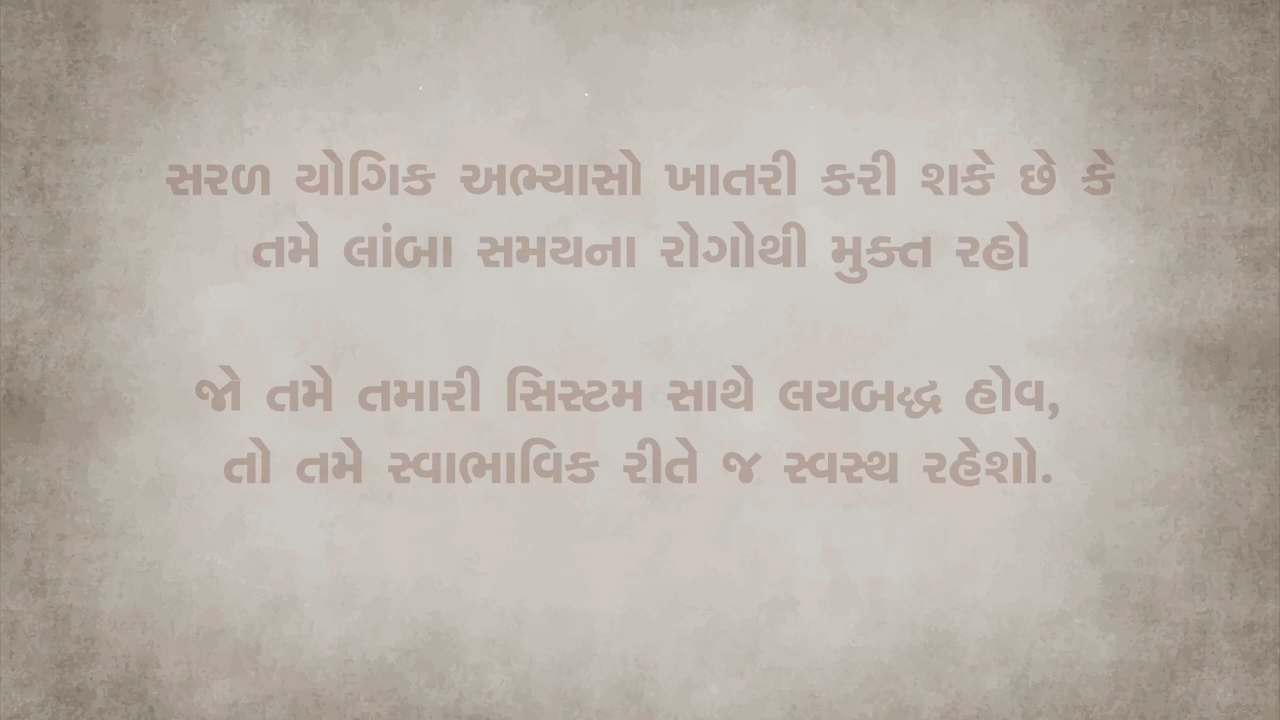 સરળ યોગિક અભ્યાસો ખાતરી કરી શકે છે કે
તમે લાંબા સમયના રોગોથી મુક્ત રહો
જો તમે તમારી સિસ્ટમ સાથે લયબદ્ધ હોવ,
તો તમે સ્વાભાવિક રીતે જ સ્વસ્થ રહેશો.